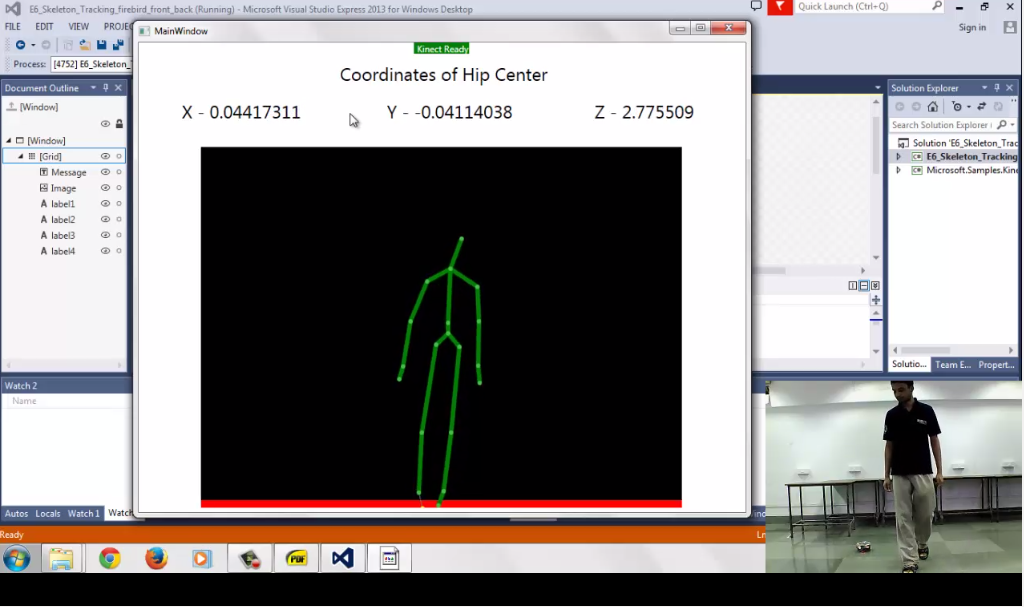 E6_Skeleton_Tracking_firebird_front_back (Running) - Microsoft Visual Studio Express 2013 for Windows Desktop
Quick Launch (Ctrl+Q)
FILE EDIT VIEW PROJE
Sign in
MainWindow
Kinect Ready
Process: [4752] E6_Skeleton_T
Coordinates of Hip Center
Document Outline
Solution Explorer
[Window]
X - 0.04417311 Y - -0.04114038 Z - 2.775509
Search Solution Explorer
[Window]
Solution 'E6_Skeleton_Trac
[Grid]
E6_Skeleton_Tracking
Message
Microsoft.Samples.Kine
Image
label1
label2
label3
label4
Solutio... Team E... Propert...
Watch 2
Name
Autos Locals Watch 1 Watch
Ready
Ln
PDF